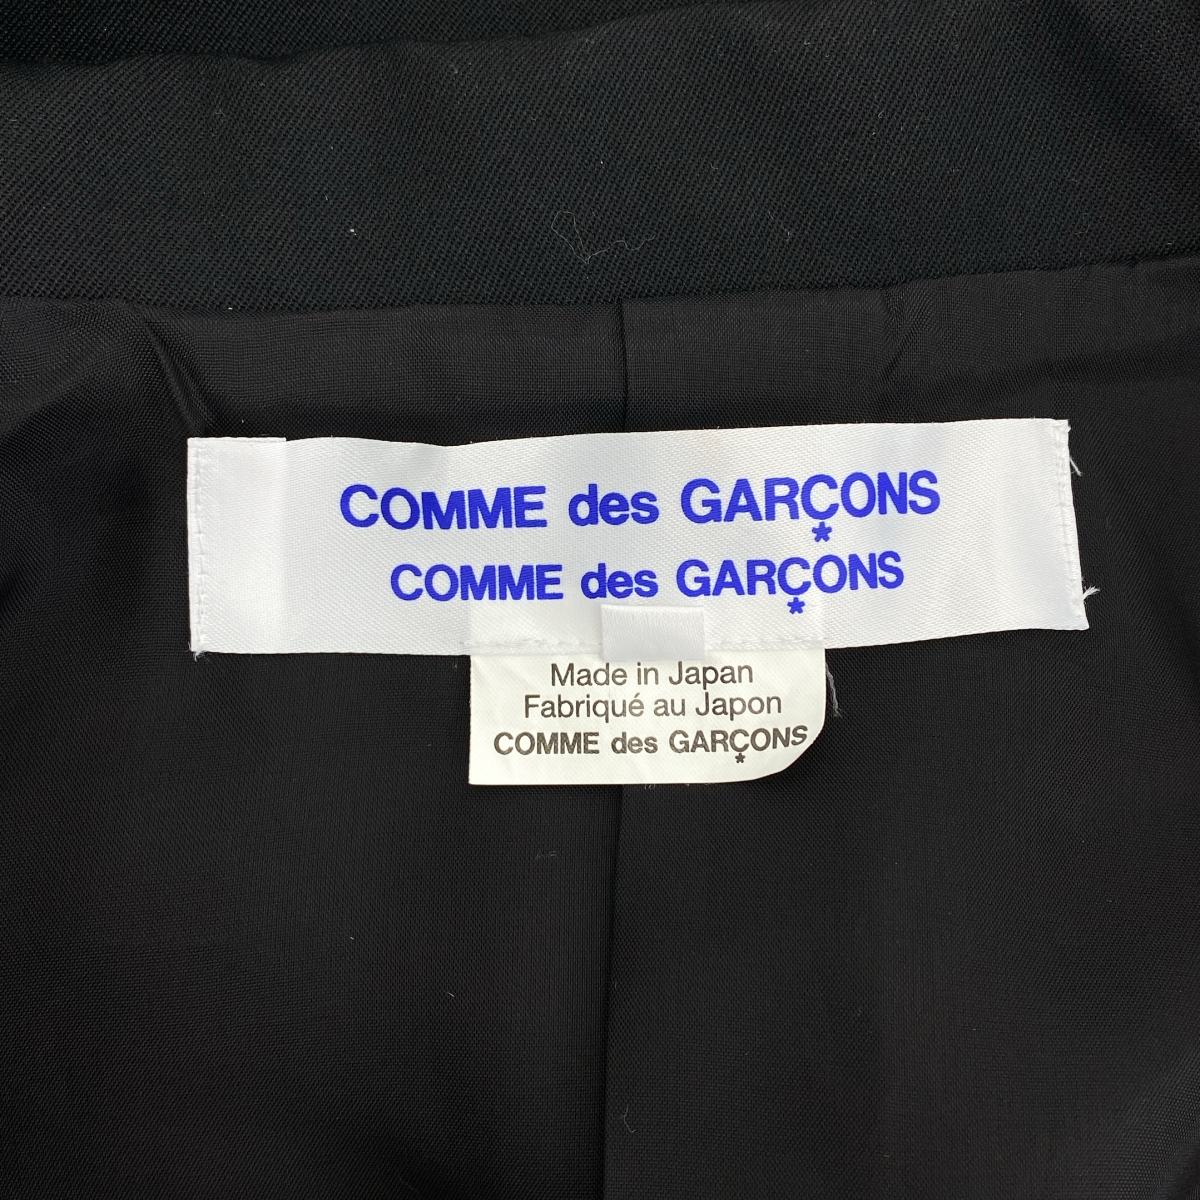 COMME des GARÇONS
COMME des GARÇONS
Made in Japan
Fabriqué au Japon
COMME des GARÇONS